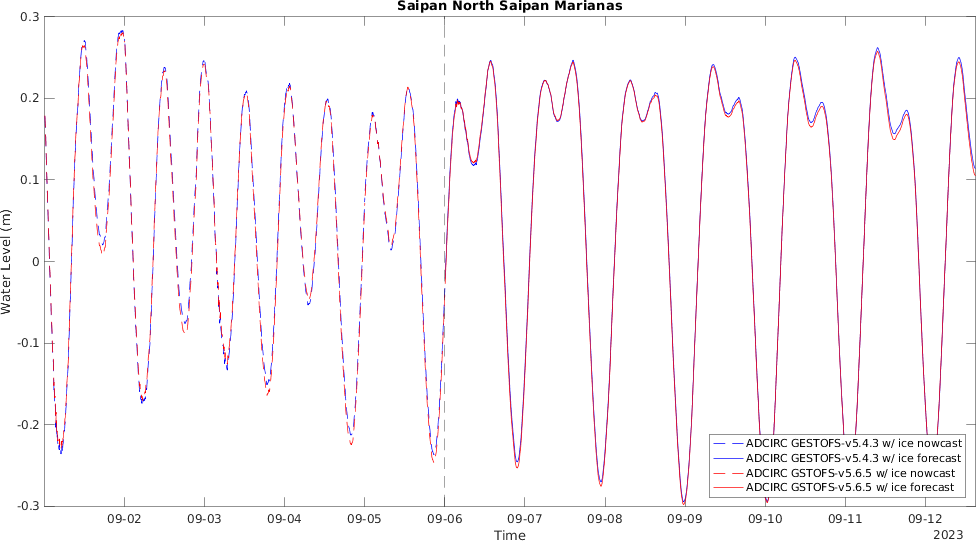 Saipan North Saipan Marianas
0.3
0.2
0.1
0
-0.1
-0.2
-0.3
Water Level (m)
ADCIRC GESTOFS-v5.4.3 w/ ice nowcast
ADCIRC GESTOFS-v5.4.3 w/ ice forecast
ADCIRC GSTOFS-v5.6.5 w/ ice nowcast
ADCIRC GSTOFS-v5.6.5 w/ ice forecast
09-02 09-03 09-04 09-05 09-06 09-07 09-08 09-09 09-10 09-11 09-12
Time
2023